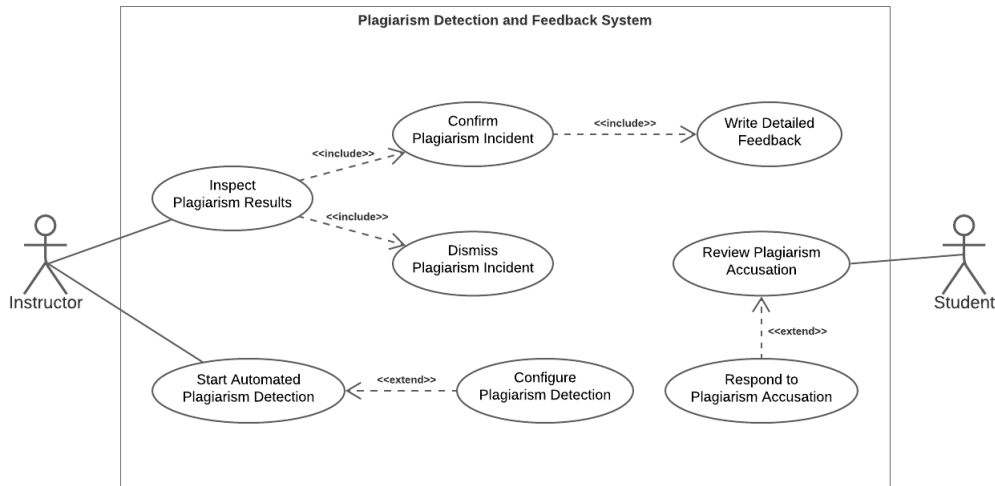 Plagiarism Detection and Feedback System
Confirm
Plagiarism Incident
<<include>>
Write Detailed
Feedback
<<include>>
Inspect
Plagiarism Results
<<include>>
Dismiss
Plagiarism Incident
Review Plagiarism
Accusation
Instructor
Student
<<extend>>
Start Automated
Plagiarism Detection
<<extend>>
Configure
Plagiarism Detection
Respond to
Plagiarism Accusation